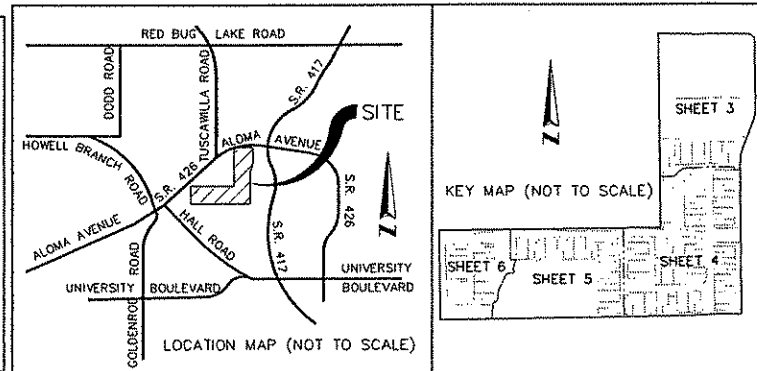 RED BUG LAKE ROAD
DODD ROAD
TUSCAWILLA ROAD
S.R. 417
SITE
ALOMA AVENUE
HOWELL BRANCH ROAD
S.R. 426
S.R. 426
ALOMA AVENUE
HALL ROAD
S.R. 417
GOLDENROD ROAD
UNIVERSITY BOULEVARD
UNIVERSITY
BOULEVARD
N
LOCATION MAP (NOT TO SCALE)
N
SHEET 3
KEY MAP (NOT TO SCALE)
SHEET 6
SHEET 5
SHEET 4